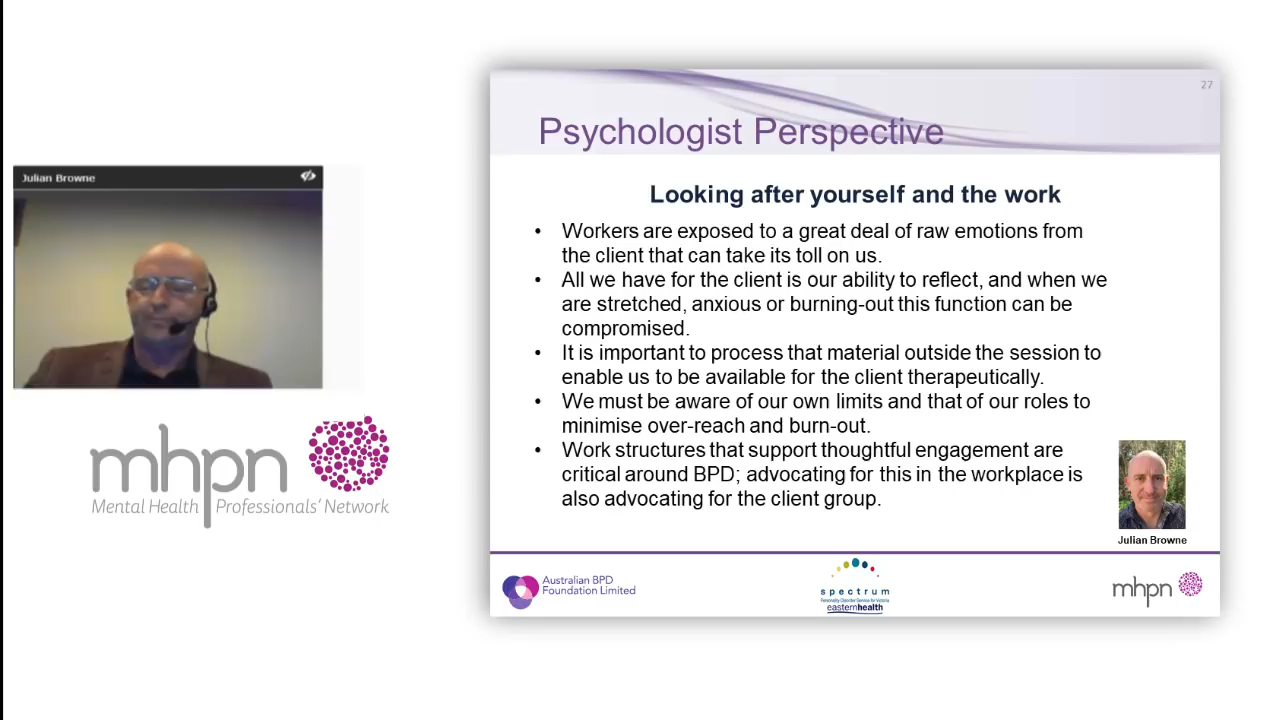 27
Psychologist Perspective
Julian Browne
Looking after yourself and the work
• Workers are exposed to a great deal of raw emotions from
the client that can take its toll on us.
• All we have for the client is our ability to reflect, and when we
are stretched, anxious or burning-out this function can be
compromised.
• It is important to process that material outside the session to
enable us to be available for the client therapeutically.
• We must be aware of our own limits and that of our roles to
minimise over-reach and burn-out.
• Work structures that support thoughtful engagement are
critical around BPD; advocating for this in the workplace is
also advocating for the client group.
mhpn
Mental Health Professionals' Network
Julian Browne
Australian BPD
Foundation Limited
spectrum
Personality Disorder Service for Victoria
easternhealth
mhpn